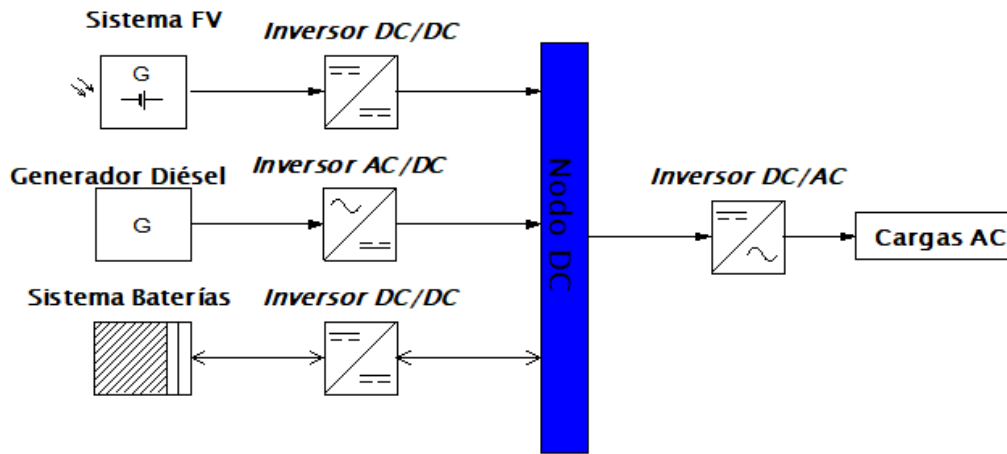 Sistema FV
Inversor DC/DC
G
Generador Diésel
Inversor AC/DC
G
Sistema Baterías
Inversor DC/DC
Nodo DC
Inversor DC/AC
Cargas AC